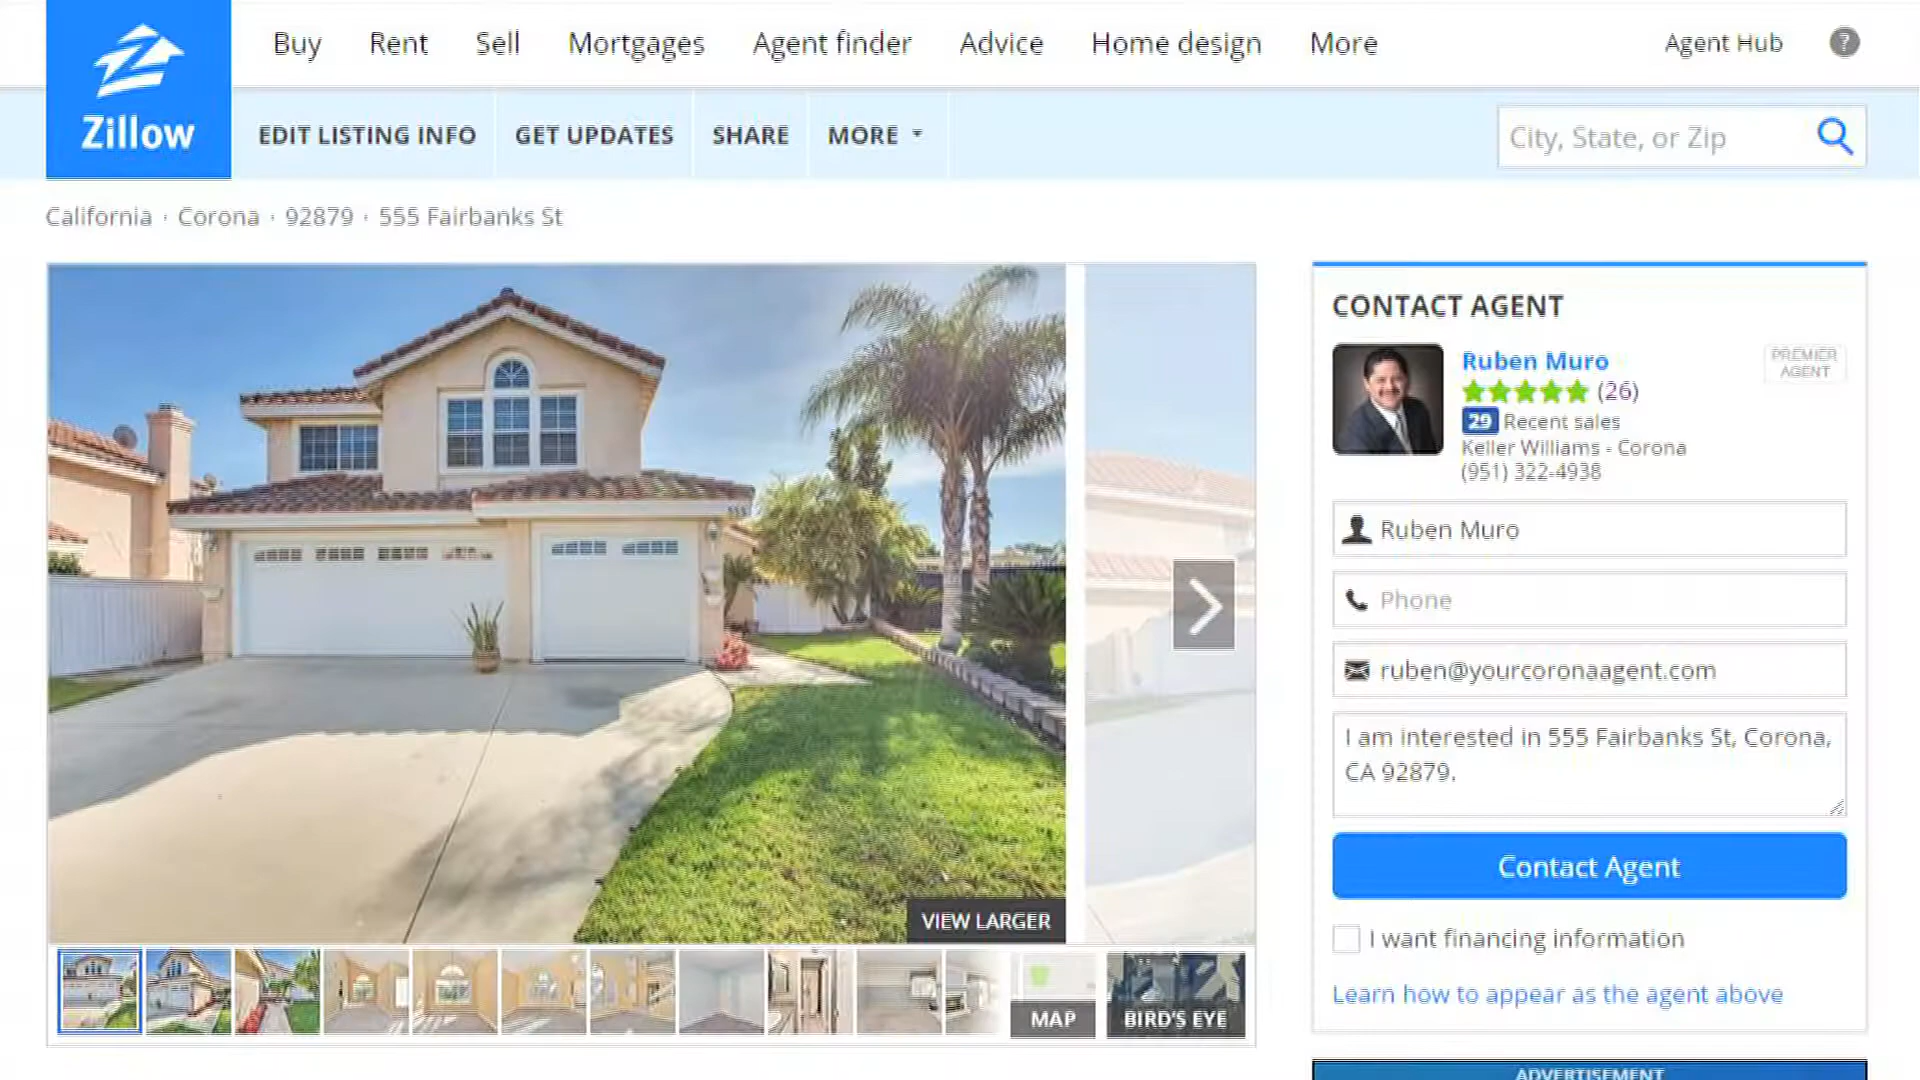 Zillow
Buy Rent Sell Mortgages Agent finder Advice Home design More Agent Hub ?
EDIT LISTING INFO GET UPDATES SHARE MORE City, State, or Zip
California · Corona · 92879 · 555 Fairbanks St
555
VIEW LARGER
MAP BIRD'S EYE
CONTACT AGENT
Ruben Muro
PREMIER
AGENT
(26)
29 Recent sales
Keller Williams - Corona
(951) 322-4938
Ruben Muro
Phone
ruben@yourcoronaagent.com
I am interested in 555 Fairbanks St, Corona,
CA 92879.
Contact Agent
I want financing information
Learn how to appear as the agent above
ADVERTISEMENT